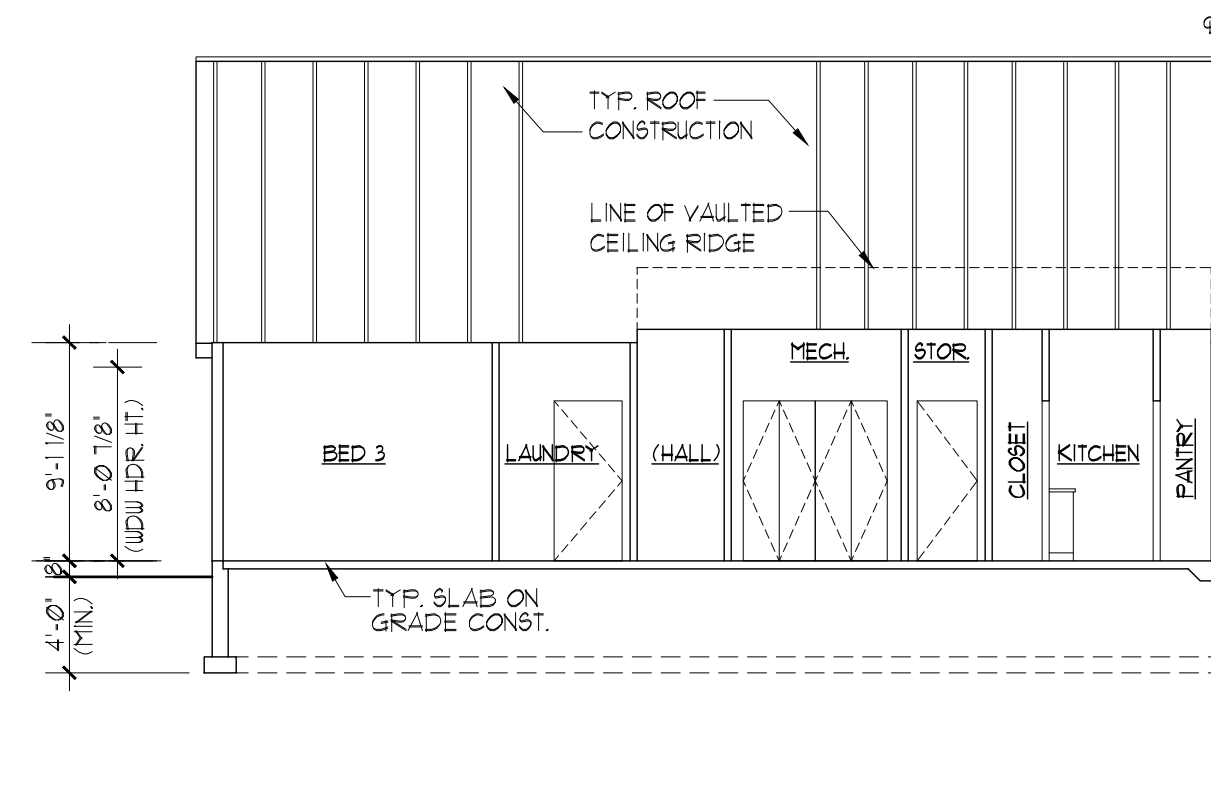 TYP. ROOF
CONSTRUCTION
LINE OF VAULTED
CEILING RIDGE
MECH.
STOR.
9'-1 1/8"
8'-0 7/8"
(WDW HDR. HT.)
BED 3
LAUNDRY
(HALL)
CLOSET
KITCHEN
PANTRY
8"
4'-0"
(MIN.)
TYP. SLAB ON
GRADE CONST.